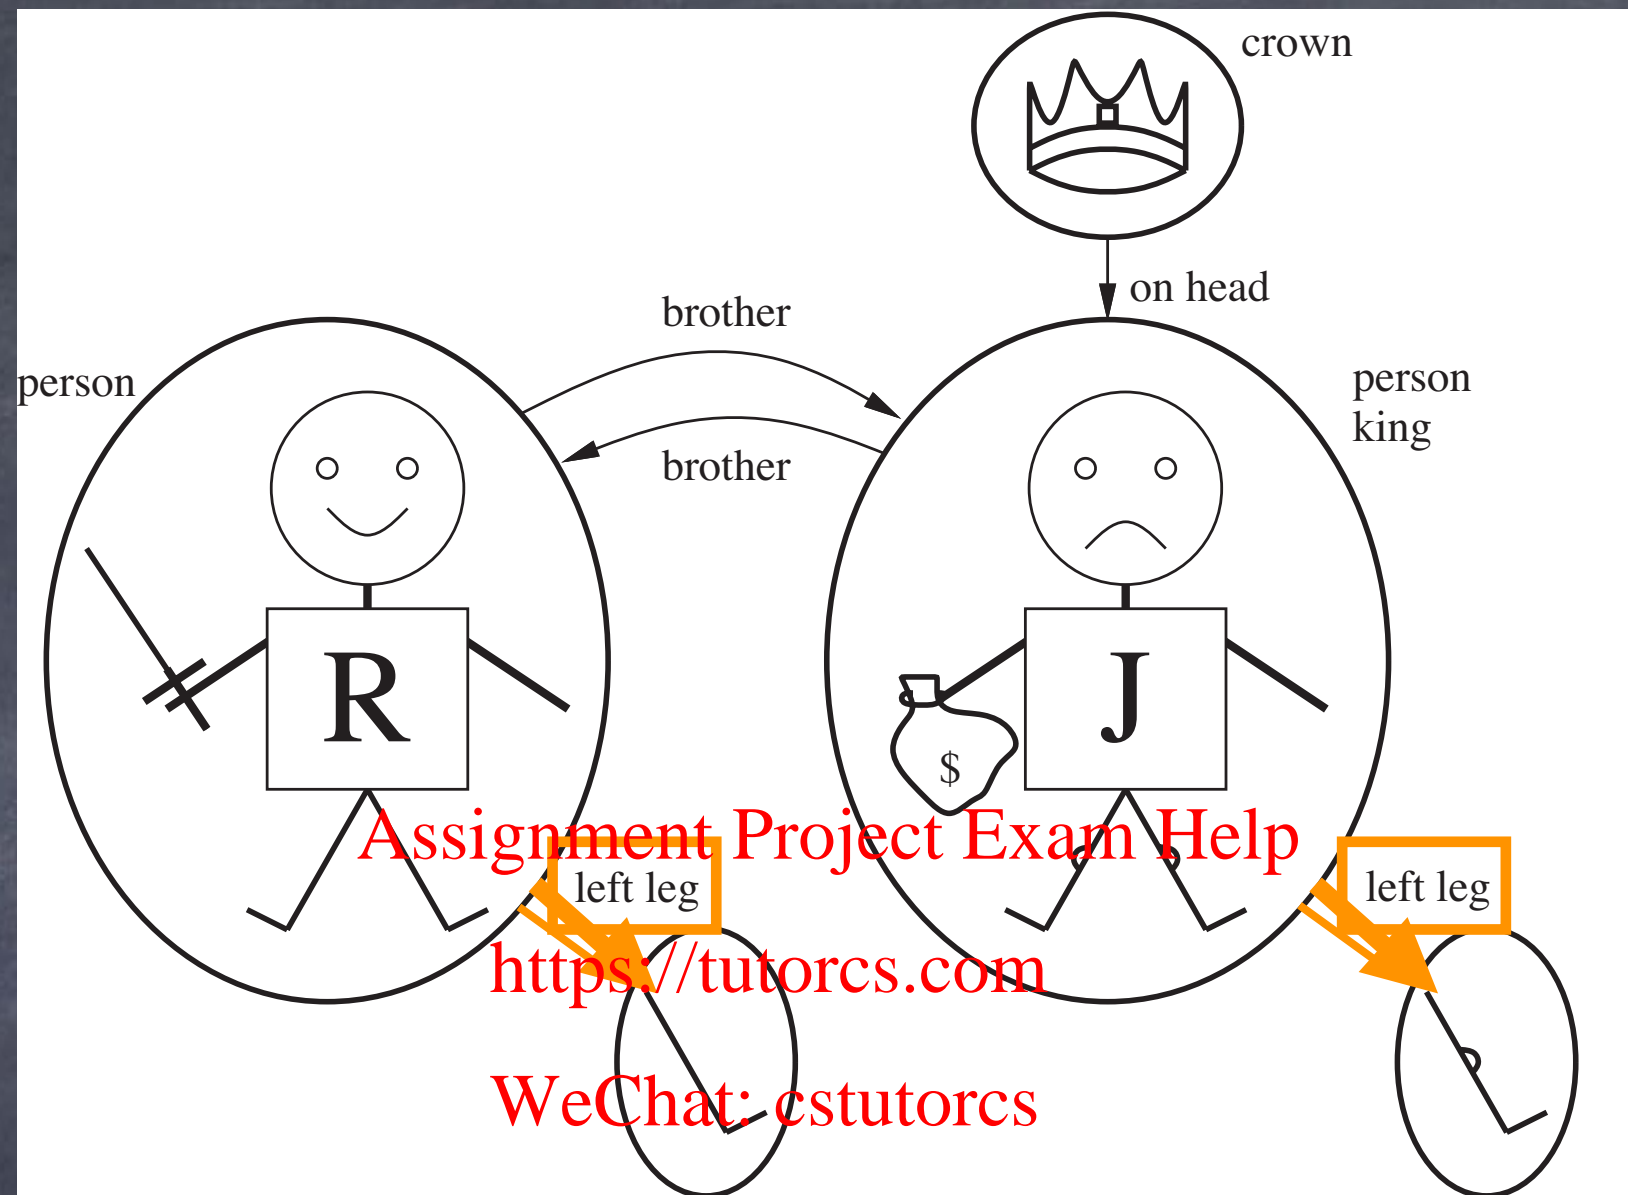 crown
on head
brother
person
person
king
brother
R
J
$
Assignment Project Exam Help
left leg
left leg
https://tutorcs.com
WeChat: cstutorcs